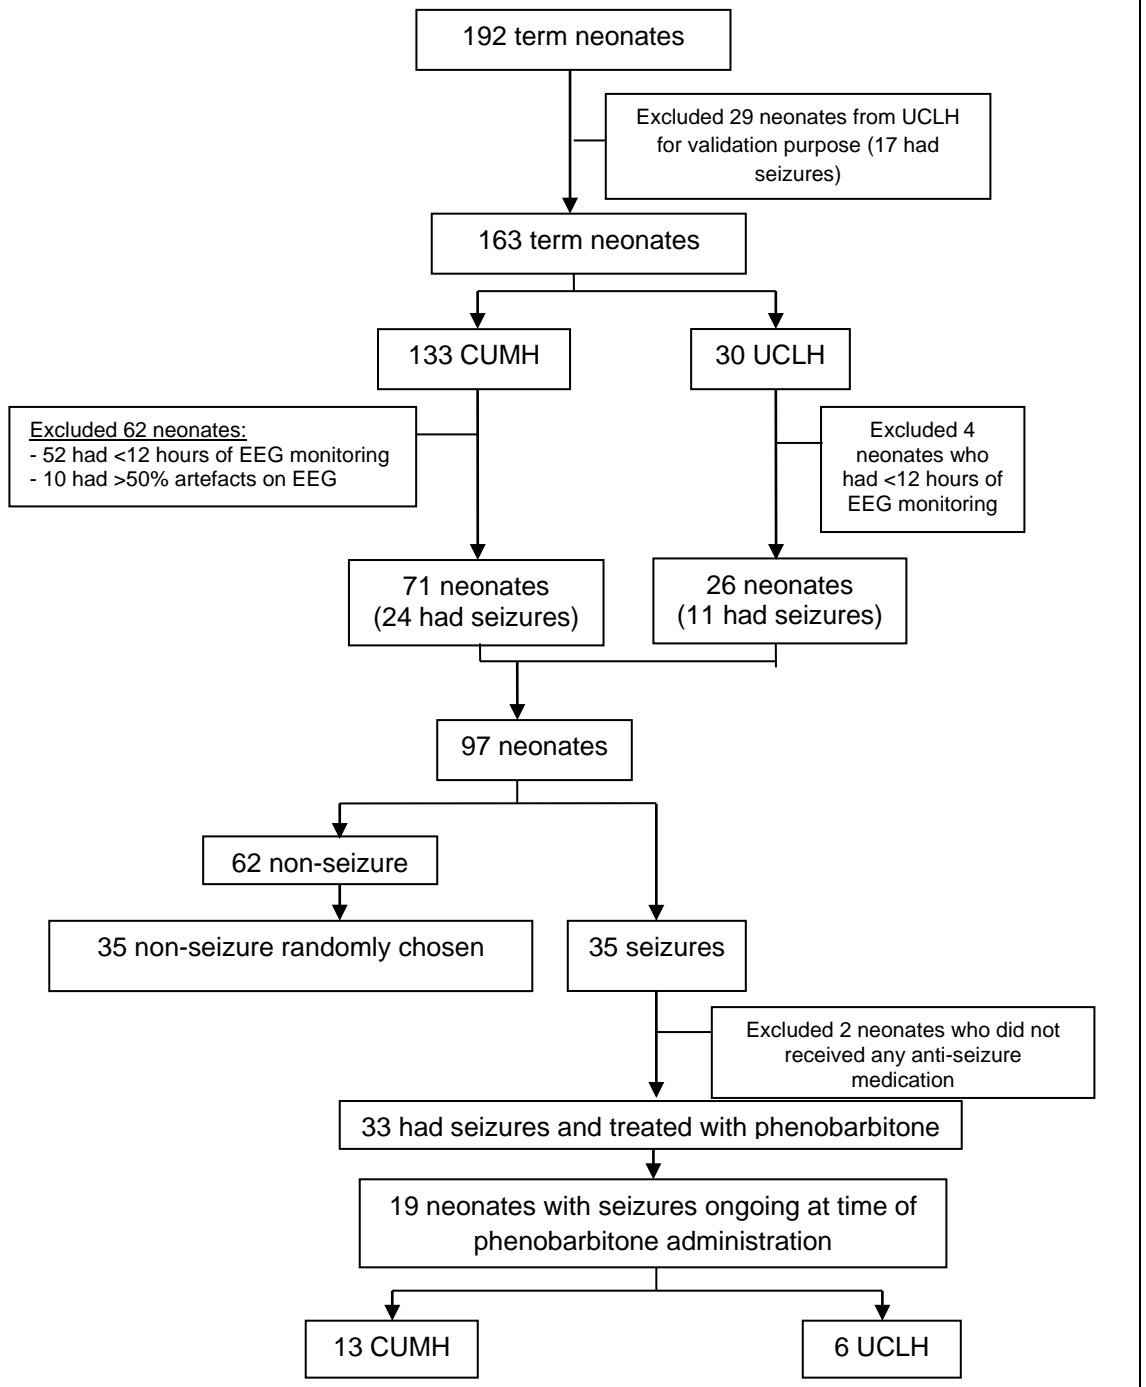 192 term neonates
Excluded 29 neonates from UCLH
for validation purpose (17 had
seizures)
163 term neonates
133 CUMH
30 UCLH
Excluded 62 neonates:
- 52 had <12 hours of EEG monitoring
- 10 had >50% artefacts on EEG
Excluded 4
neonates who
had <12 hours of
EEG monitoring
71 neonates
(24 had seizures)
26 neonates
(11 had seizures)
97 neonates
62 non-seizure
35 non-seizure randomly chosen
35 seizures
Excluded 2 neonates who did not
received any anti-seizure
medication
33 had seizures and treated with phenobarbitone
19 neonates with seizures ongoing at time of
phenobarbitone administration
13 CUMH
6 UCLH